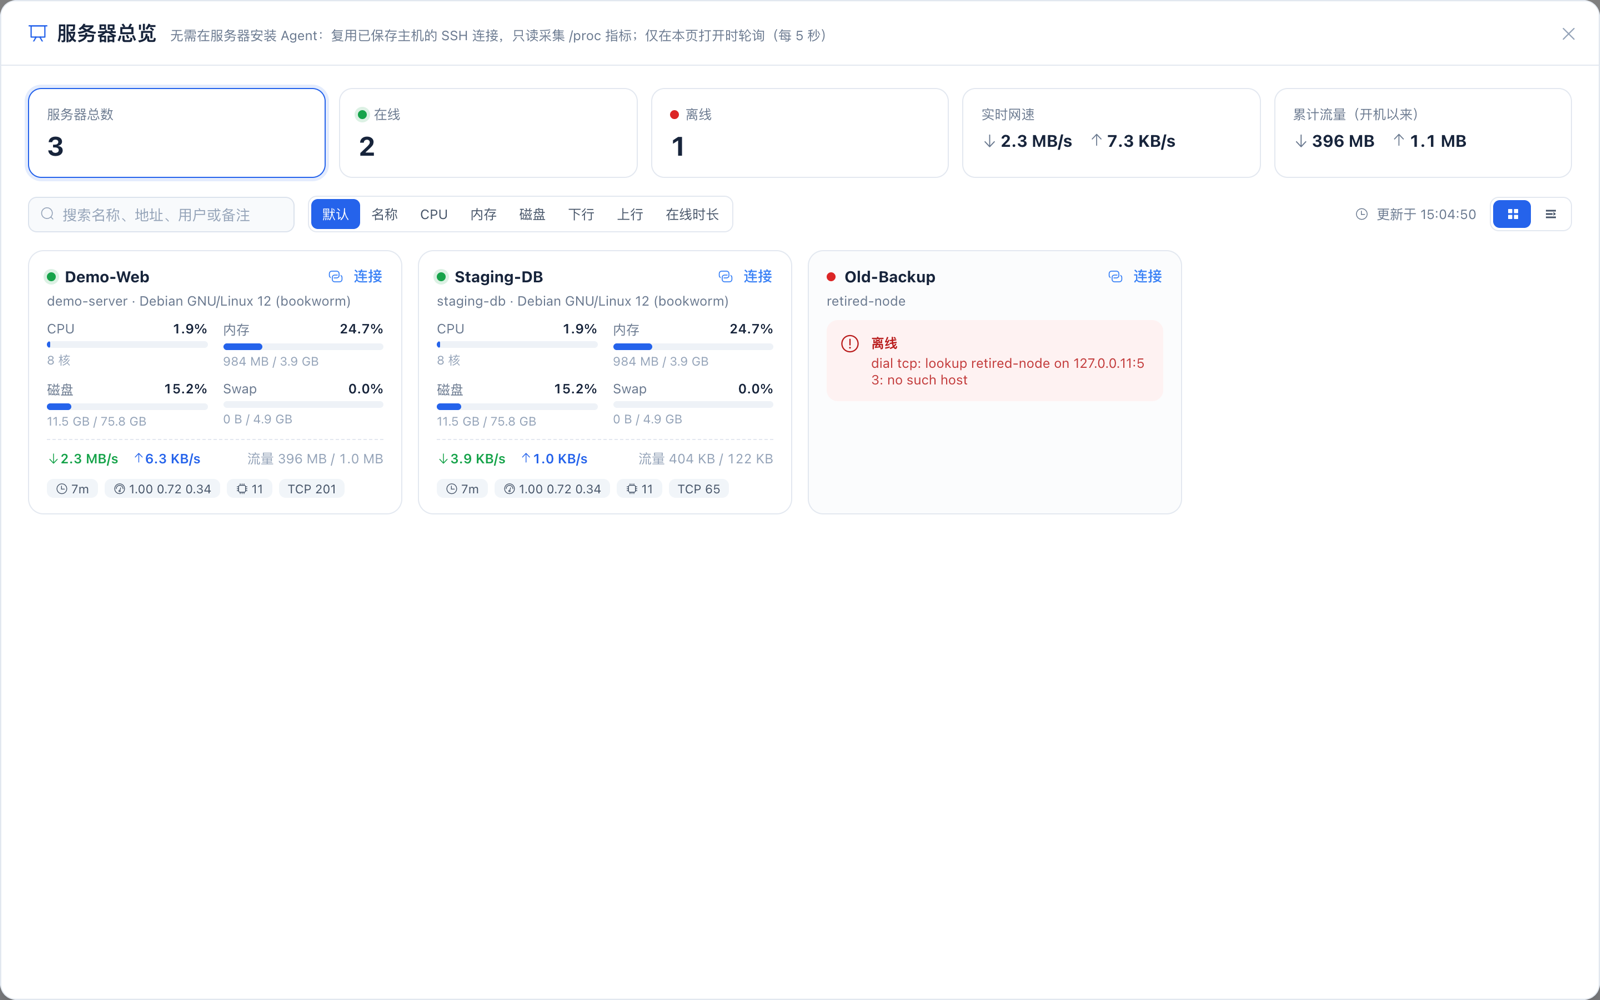 服务器总览 无需在服务器安装 Agent：复用已保存主机的 SSH 连接，只读采集 /proc 指标；仅在本页打开时轮询（每 5 秒）
服务器总数
3
在线
2
离线
1
实时网速
↓ 2.3 MB/s ↑ 7.3 KB/s
累计流量（开机以来）
↓ 396 MB ↑ 1.1 MB
搜索名称、地址、用户或备注
默认 名称 CPU 内存 磁盘 下行 上行 在线时长
更新于 15:04:50
Demo-Web 连接
demo-server · Debian GNU/Linux 12 (bookworm)
CPU 1.9% 内存 24.7%
8 核 984 MB / 3.9 GB
磁盘 15.2% Swap 0.0%
11.5 GB / 75.8 GB 0 B / 4.9 GB
↓2.3 MB/s ↑6.3 KB/s 流量 396 MB / 1.0 MB
7m 1.00 0.72 0.34 11 TCP 201
Staging-DB 连接
staging-db · Debian GNU/Linux 12 (bookworm)
CPU 1.9% 内存 24.7%
8 核 984 MB / 3.9 GB
磁盘 15.2% Swap 0.0%
11.5 GB / 75.8 GB 0 B / 4.9 GB
↓3.9 KB/s ↑1.0 KB/s 流量 404 KB / 122 KB
7m 1.00 0.72 0.34 11 TCP 65
Old-Backup 连接
retired-node
离线
dial tcp: lookup retired-node on 127.0.0.11:5
3: no such host